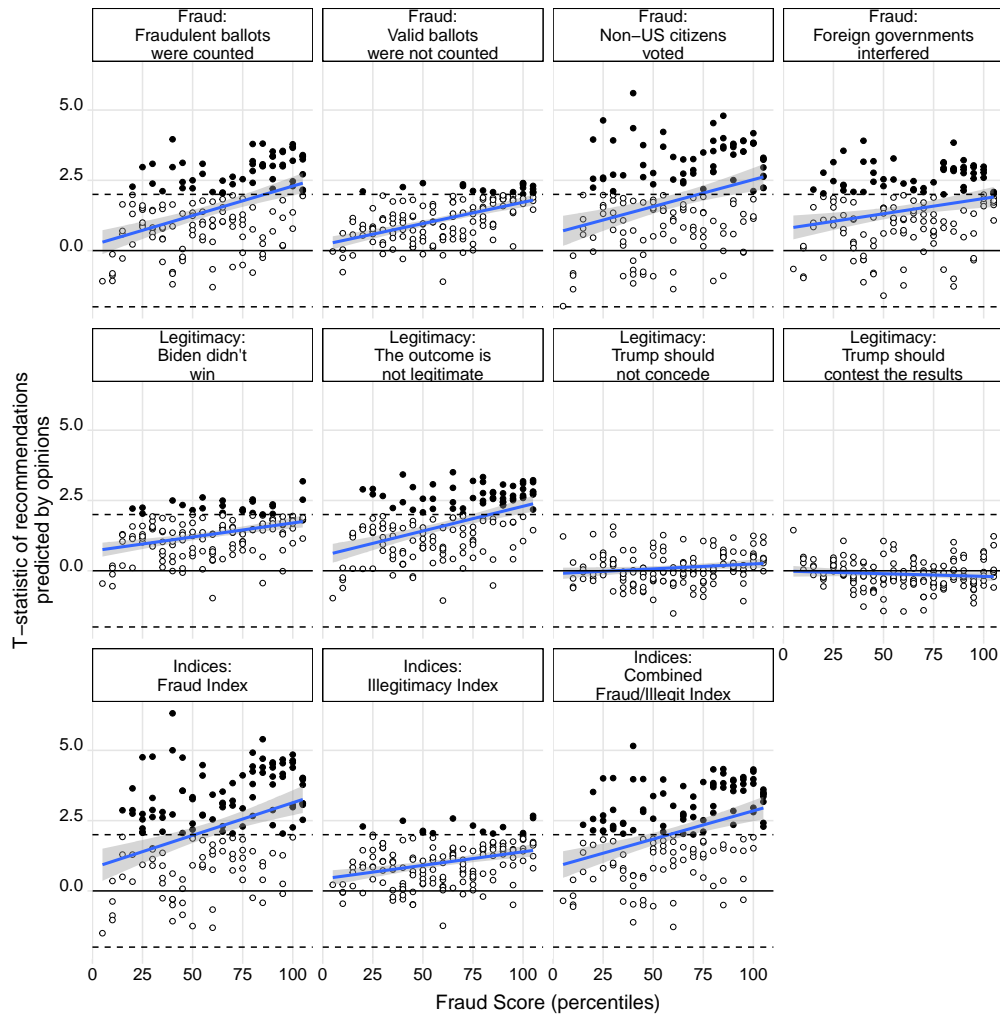 Fraud:
Fraudulent ballots
were counted
Fraud:
Valid ballots
were not counted
Fraud:
Non−US citizens
voted
Fraud:
Foreign governments
interfered
5.0
2.5
0.0
Legitimacy:
Biden didn't
win
Legitimacy:
The outcome is
not legitimate
Legitimacy:
Trump should
not concede
Legitimacy:
Trump should
contest the results
5.0
2.5
0.0
T−statistic of recommendations
predicted by opinions
0 25 50 75 100
Indices:
Fraud Index
Indices:
Illegitimacy Index
Indices:
Combined
Fraud/Illegit Index
5.0
2.5
0.0
0 25 50 75 100
0 25 50 75 100
0 25 50 75 100
Fraud Score (percentiles)